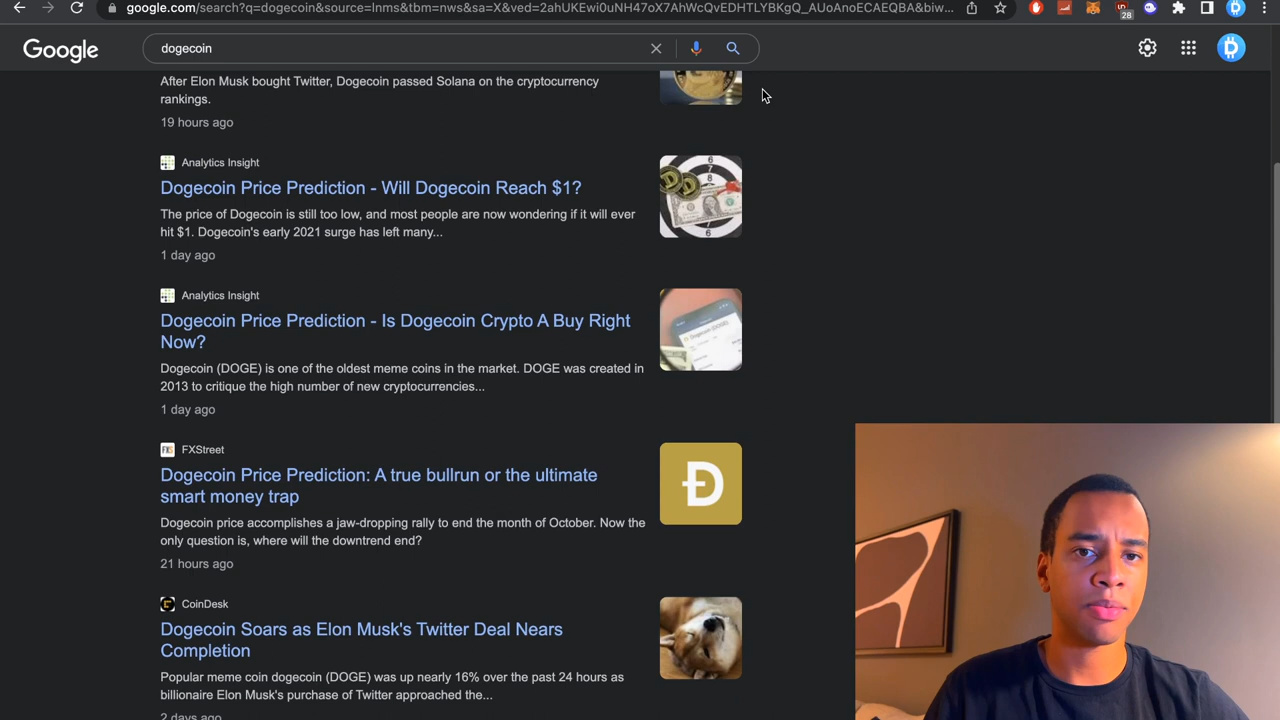 google.com/search?q=dogecoin&source=lnms&tbm=nws&sa=X&ved=2ahUKEwi0uNH47oX7AhWcQvEDHTLYBKgQ_AUoAnoECAEQBA&biw...
28
Google
dogecoin
After Elon Musk bought Twitter, Dogecoin passed Solana on the cryptocurrency
rankings.
19 hours ago
Analytics Insight
Dogecoin Price Prediction - Will Dogecoin Reach $1?
The price of Dogecoin is still too low, and most people are now wondering if it will ever
hit $1. Dogecoin's early 2021 surge has left many...
1 day ago
Analytics Insight
Dogecoin Price Prediction - Is Dogecoin Crypto A Buy Right
Now?
Dogecoin (DOGE) is one of the oldest meme coins in the market. DOGE was created in
2013 to critique the high number of new cryptocurrencies...
1 day ago
FXStreet
Dogecoin Price Prediction: A true bullrun or the ultimate
smart money trap
Dogecoin price accomplishes a jaw-dropping rally to end the month of October. Now the
only question is, where will the downtrend end?
21 hours ago
CoinDesk
Dogecoin Soars as Elon Musk's Twitter Deal Nears
Completion
Popular meme coin dogecoin (DOGE) was up nearly 16% over the past 24 hours as
billionaire Elon Musk's purchase of Twitter approached the...
2 days ago